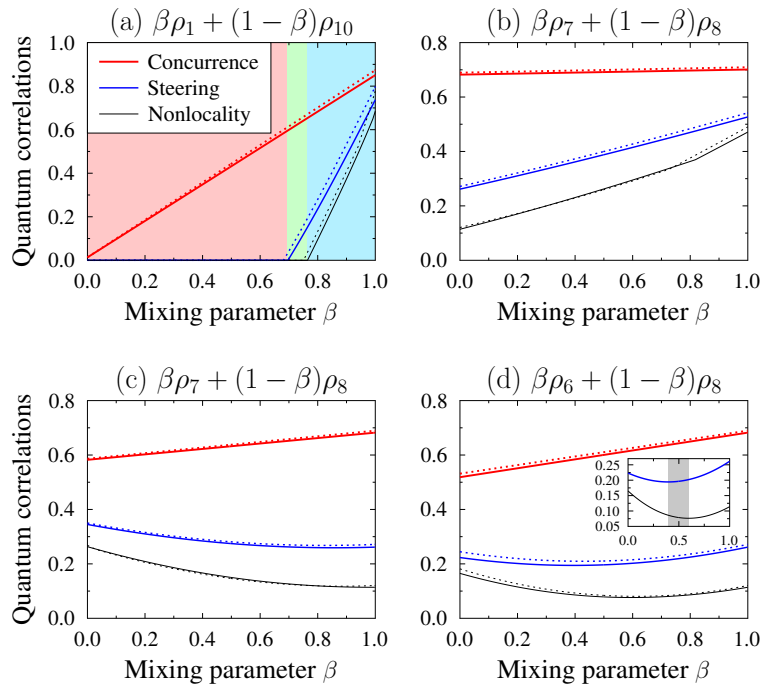 (a) βρ₁ + (1 − β)ρ₁₀
Quantum correlations
1.0
0.8
0.6
0.4
0.2
0.0
Concurrence
Steering
Nonlocality
0.0 0.2 0.4 0.6 0.8 1.0
Mixing parameter β
(b) βρ₇ + (1 − β)ρ₈
0.8
0.6
0.4
0.2
0.0
0.0 0.2 0.4 0.6 0.8 1.0
Mixing parameter β
(c) βρ₇ + (1 − β)ρ₈
Quantum correlations
0.8
0.6
0.4
0.2
0.0
0.0 0.2 0.4 0.6 0.8 1.0
Mixing parameter β
(d) βρ₆ + (1 − β)ρ₈
Quantum correlations
0.8
0.6
0.4
0.2
0.0
0.25
0.20
0.15
0.10
0.05
0.0 0.5 1.0
0.0 0.2 0.4 0.6 0.8 1.0
Mixing parameter β